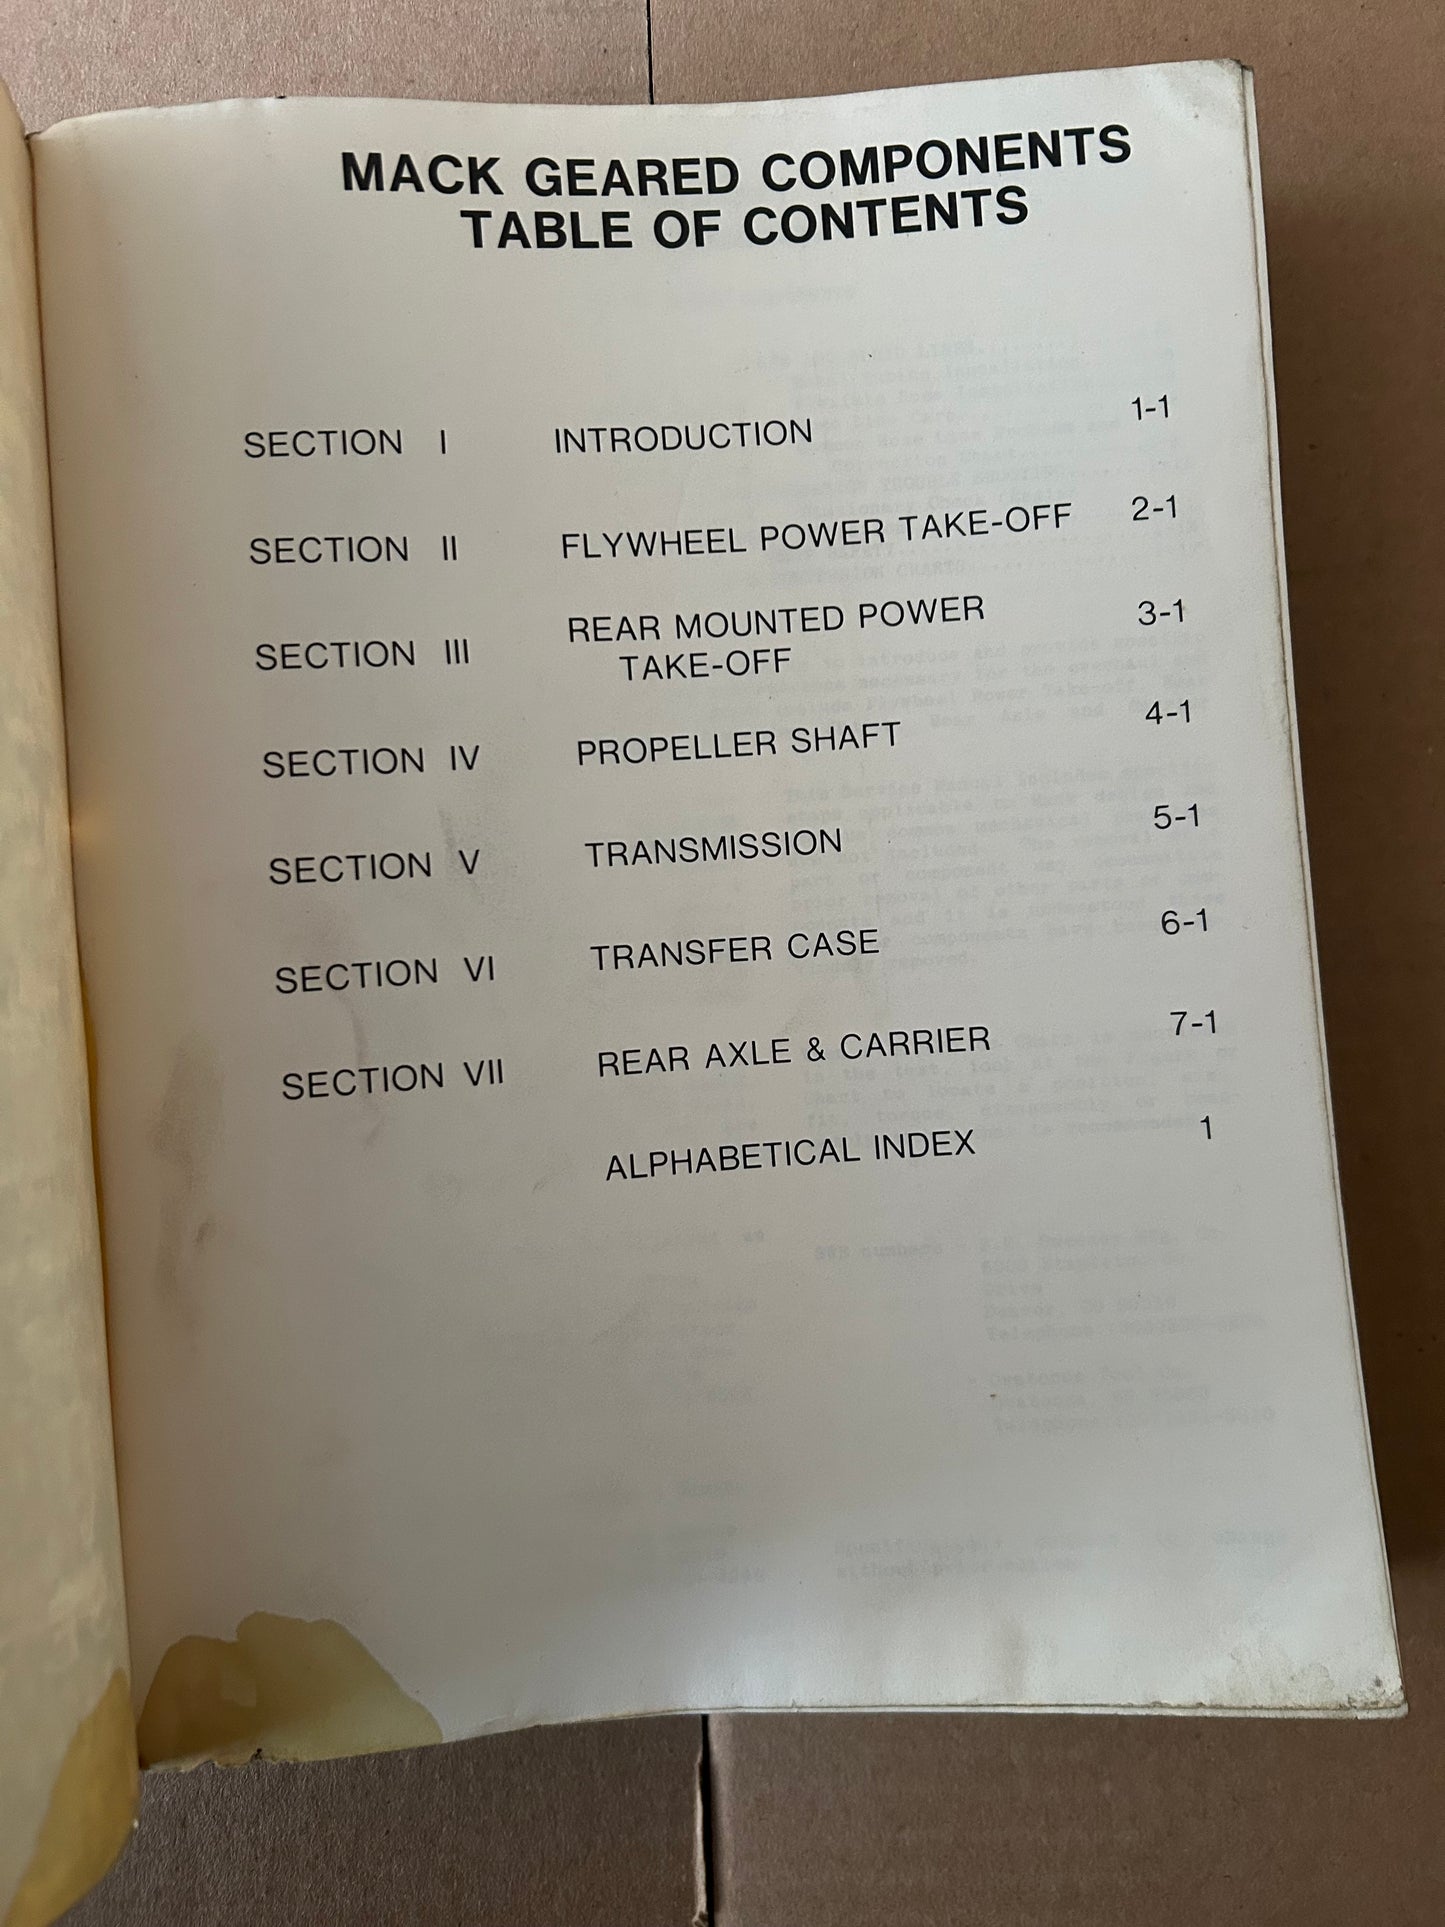 MACK GEARED COMPONENTS
TABLE OF CONTENTS
SECTION I INTRODUCTION 1-1
SECTION II FLYWHEEL POWER TAKE-OFF 2-1
SECTION III REAR MOUNTED POWER 3-1
TAKE-OFF
SECTION IV PROPELLER SHAFT 4-1
SECTION V TRANSMISSION 5-1
SECTION VI TRANSFER CASE 6-1
SECTION VII REAR AXLE & CARRIER 7-1
ALPHABETICAL INDEX 1